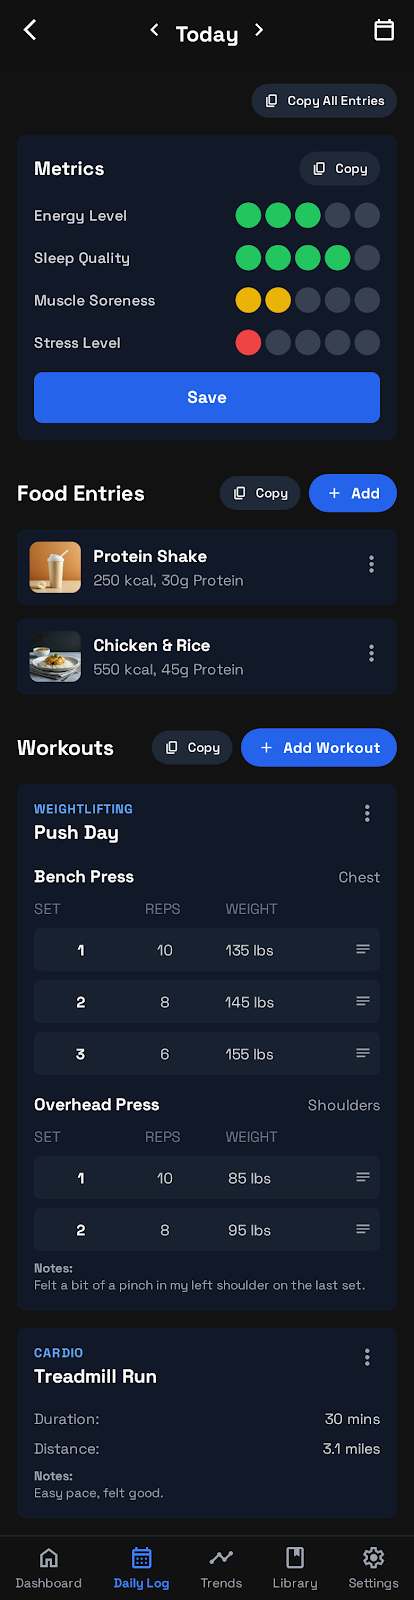 Today
Copy All Entries
Metrics
Copy
Energy Level
Sleep Quality
Muscle Soreness
Stress Level
Save
Food Entries
Copy
+ Add
Protein Shake
250 kcal, 30g Protein
Chicken & Rice
550 kcal, 45g Protein
Workouts
Copy
+ Add Workout
WEIGHTLIFTING
Push Day
Bench Press Chest
SET REPS WEIGHT
1 10 135 lbs
2 8 145 lbs
3 6 155 lbs
Overhead Press Shoulders
SET REPS WEIGHT
1 10 85 lbs
2 8 95 lbs
Notes:
Felt a bit of a pinch in my left shoulder on the last set.
CARDIO
Treadmill Run
Duration: 30 mins
Distance: 3.1 miles
Notes:
Easy pace, felt good.
Dashboard Daily Log Trends Library Settings